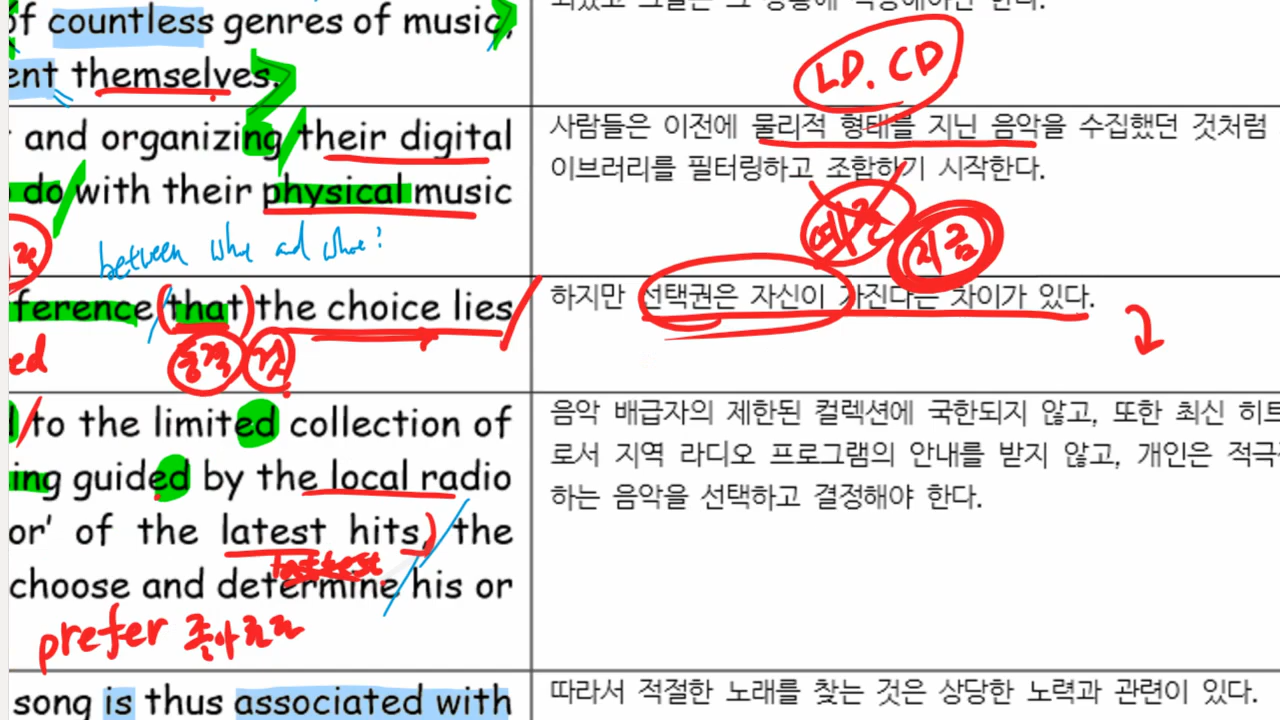 of countless genres of music,
ent themselves.
LD. CD
and organizing their digital
do with their physical music
사람들은 이전에 물리적 형태를 지닌 음악을 수집했던 것처럼
이브러리를 필터링하고 조합하기 시작한다.
예전
지금
between who and who?
ference that the choice lies
동격 것
ed
하지만 선택권은 자신이 가진다는 차이가 있다.
to the limited collection of
ing guided by the local radio
or' of the latest hits, the
choose and determine his or
prefer 좋아
음악 배급자의 제한된 컬렉션에 국한되지 않고, 또한 최신 히트
로서 지역 라디오 프로그램의 안내를 받지 않고, 개인은 적극
하는 음악을 선택하고 결정해야 한다.
song is thus associated with
따라서 적절한 노래를 찾는 것은 상당한 노력과 관련이 있다.